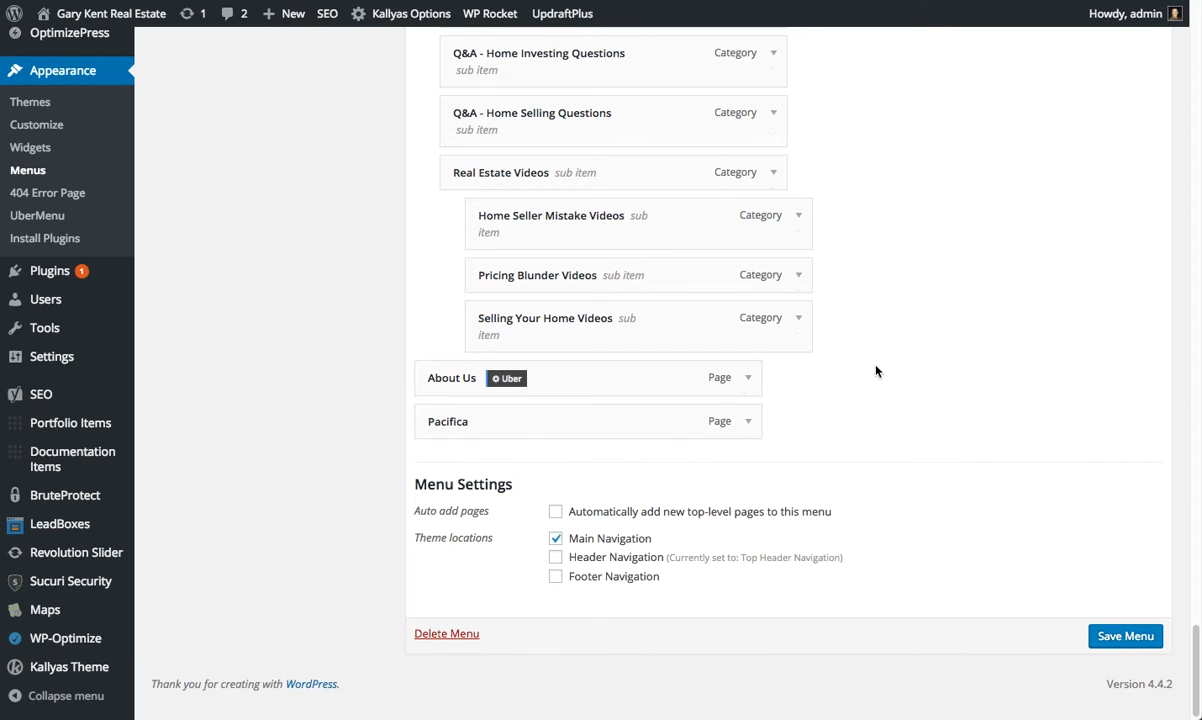 Gary Kent Real Estate 1 2 New SEO Kallyas Options WP Rocket UpdraftPlus Howdy, admin
OptimizePress
Appearance
Themes
Customize
Widgets
Menus
404 Error Page
UberMenu
Install Plugins
Plugins 1
Users
Tools
Settings
SEO
Portfolio Items
Documentation
Items
BruteProtect
LeadBoxes
Revolution Slider
Sucuri Security
Maps
WP-Optimize
Kallyas Theme
Collapse menu
Q&A - Home Investing Questions Category
sub item
Q&A - Home Selling Questions Category
sub item
Real Estate Videos sub item Category
Home Seller Mistake Videos sub Category
item
Pricing Blunder Videos sub item Category
Selling Your Home Videos sub Category
item
About Us Uber Page
Pacifica Page
Menu Settings
Auto add pages Automatically add new top-level pages to this menu
Theme locations Main Navigation
Header Navigation (Currently set to: Top Header Navigation)
Footer Navigation
Delete Menu Save Menu
Thank you for creating with WordPress. Version 4.4.2